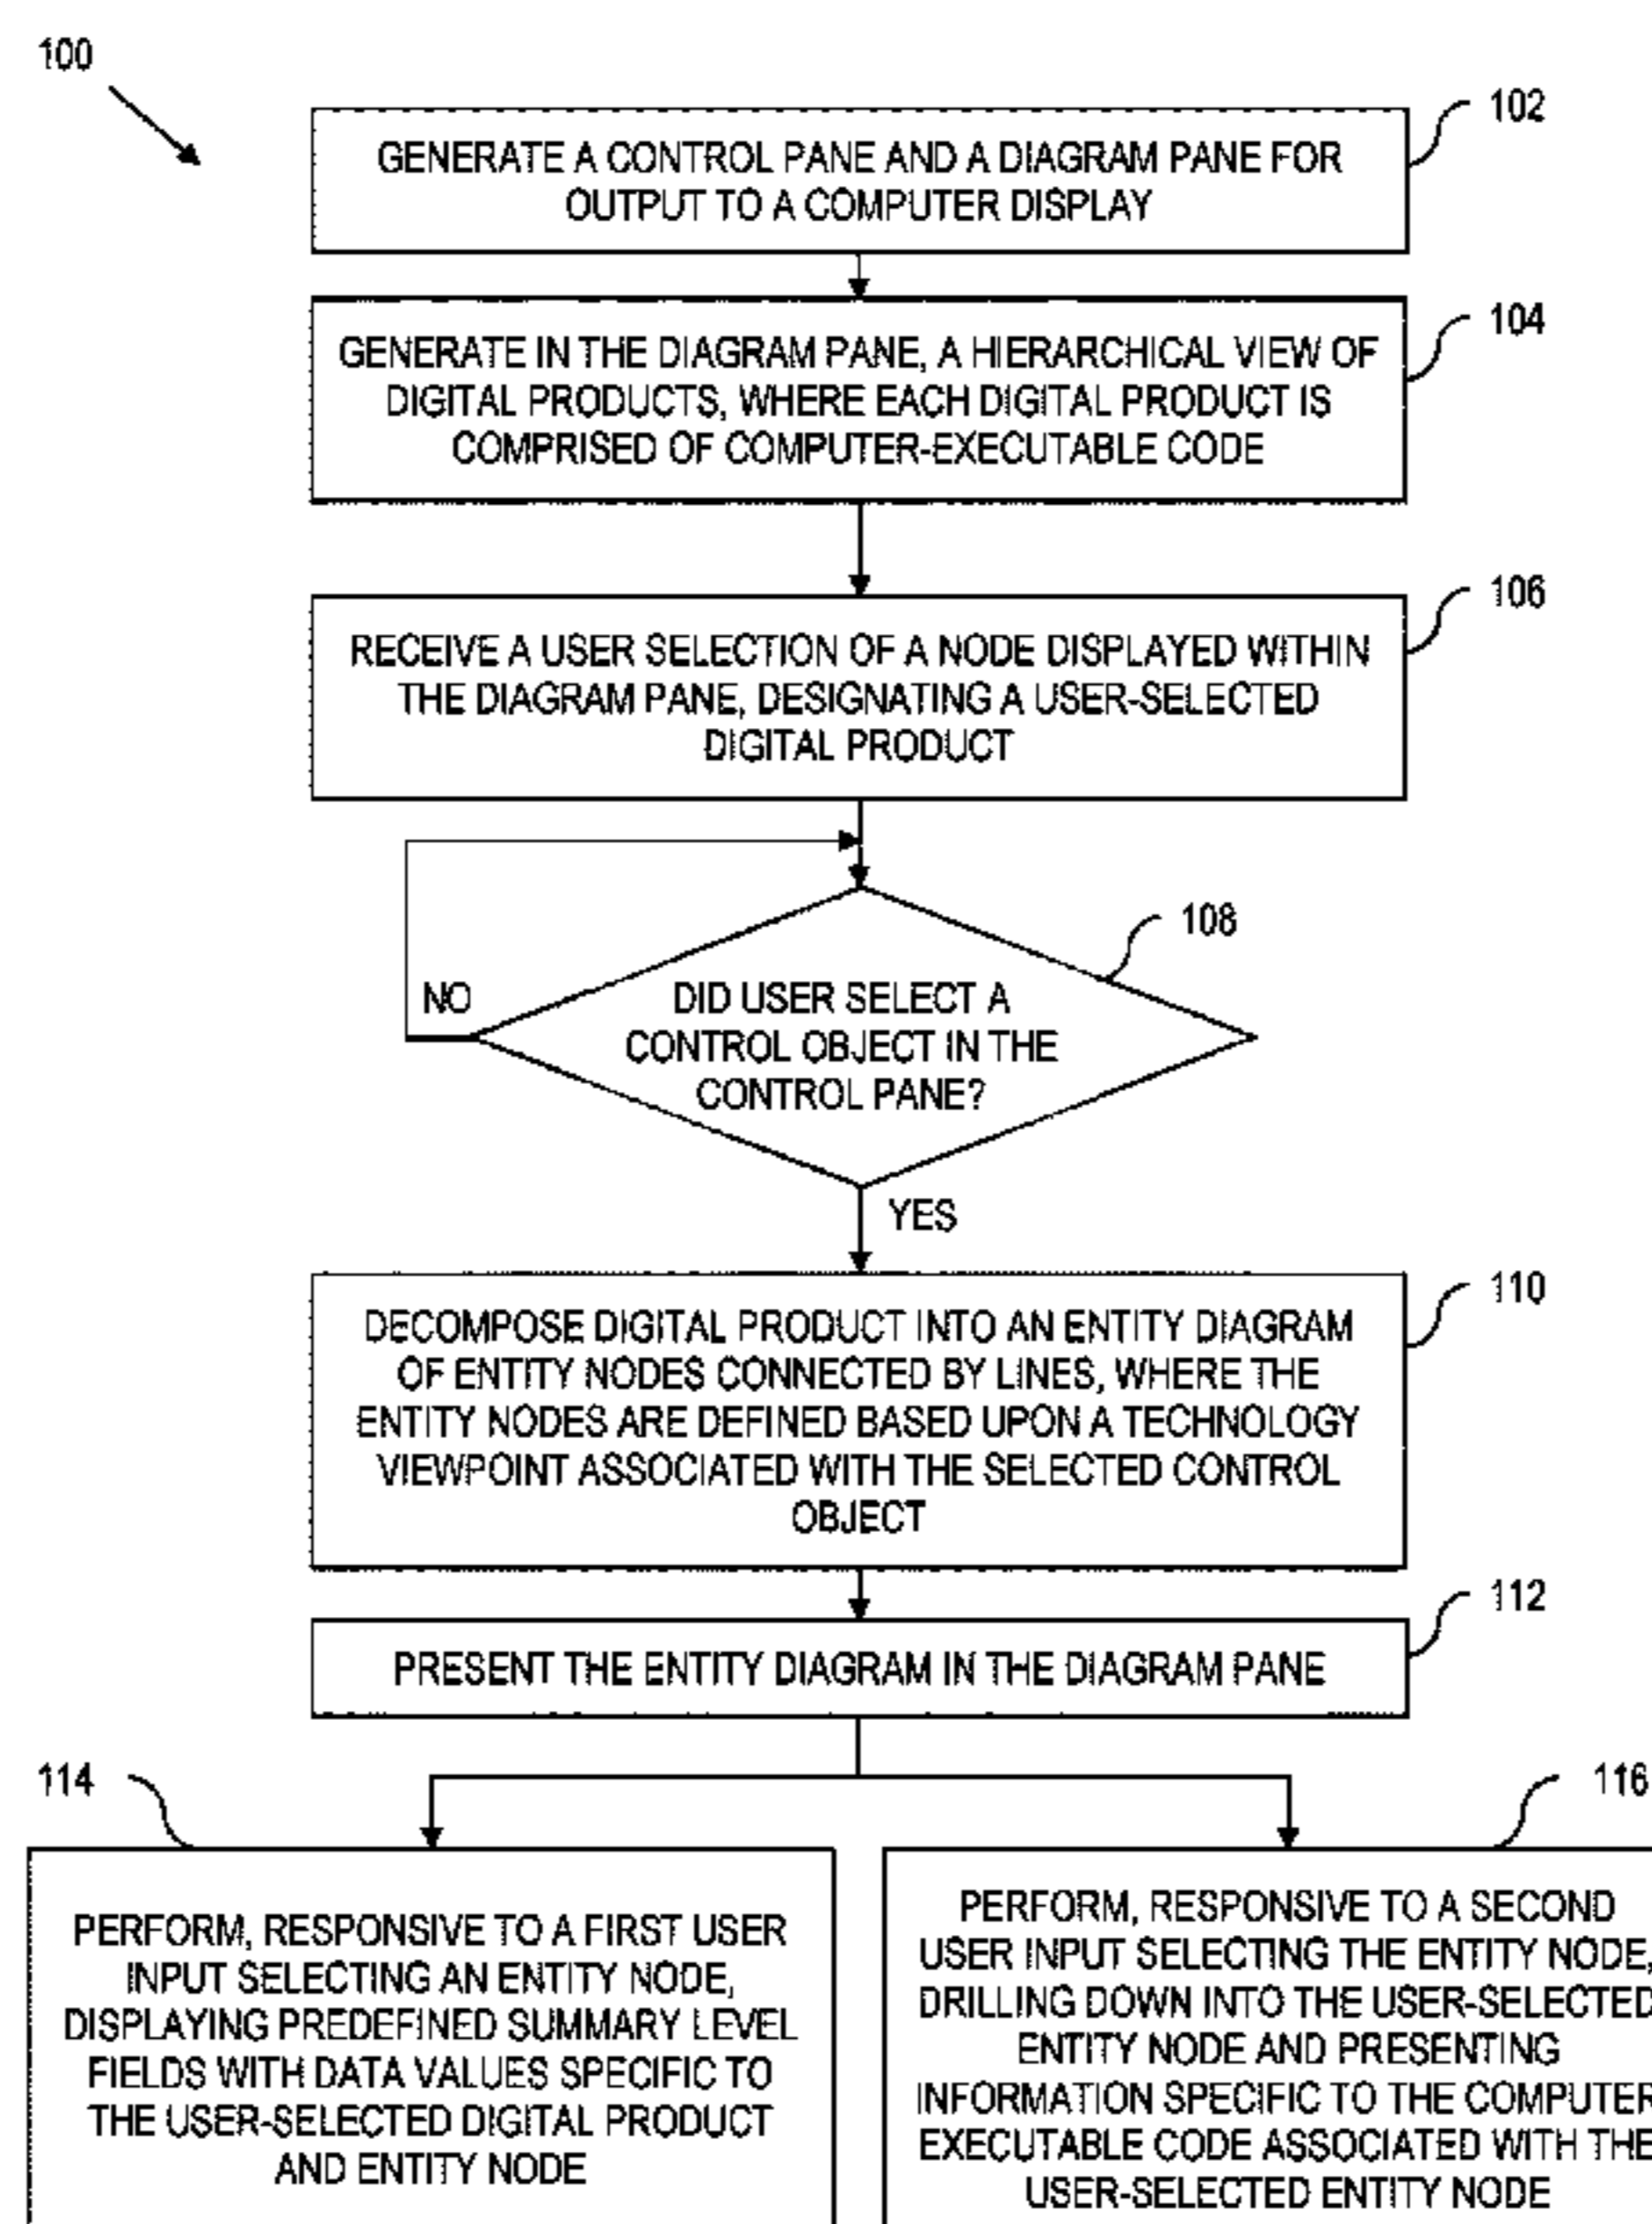 100
102
GENERATE A CONTROL PANE AND A DIAGRAM PANE FOR
OUTPUT TO A COMPUTER DISPLAY
104
GENERATE IN THE DIAGRAM PANE, A HIERARCHICAL VIEW OF
DIGITAL PRODUCTS, WHERE EACH DIGITAL PRODUCT IS
COMPRISED OF COMPUTER-EXECUTABLE CODE
106
RECEIVE A USER SELECTION OF A NODE DISPLAYED WITHIN
THE DIAGRAM PANE, DESIGNATING A USER-SELECTED
DIGITAL PRODUCT
108
NO
DID USER SELECT A
CONTROL OBJECT IN THE
CONTROL PANE?
YES
110
DECOMPOSE DIGITAL PRODUCT INTO AN ENTITY DIAGRAM
OF ENTITY NODES CONNECTED BY LINES, WHERE THE
ENTITY NODES ARE DEFINED BASED UPON A TECHNOLOGY
VIEWPOINT ASSOCIATED WITH THE SELECTED CONTROL
OBJECT
112
PRESENT THE ENTITY DIAGRAM IN THE DIAGRAM PANE
114
PERFORM, RESPONSIVE TO A FIRST USER
INPUT SELECTING AN ENTITY NODE,
DISPLAYING PREDEFINED SUMMARY LEVEL
FIELDS WITH DATA VALUES SPECIFIC TO
THE USER-SELECTED DIGITAL PRODUCT
AND ENTITY NODE
116
PERFORM, RESPONSIVE TO A SECOND
USER INPUT SELECTING THE ENTITY NODE,
DRILLING DOWN INTO THE USER-SELECTED
ENTITY NODE AND PRESENTING
INFORMATION SPECIFIC TO THE COMPUTER
EXECUTABLE CODE ASSOCIATED WITH THE
USER-SELECTED ENTITY NODE